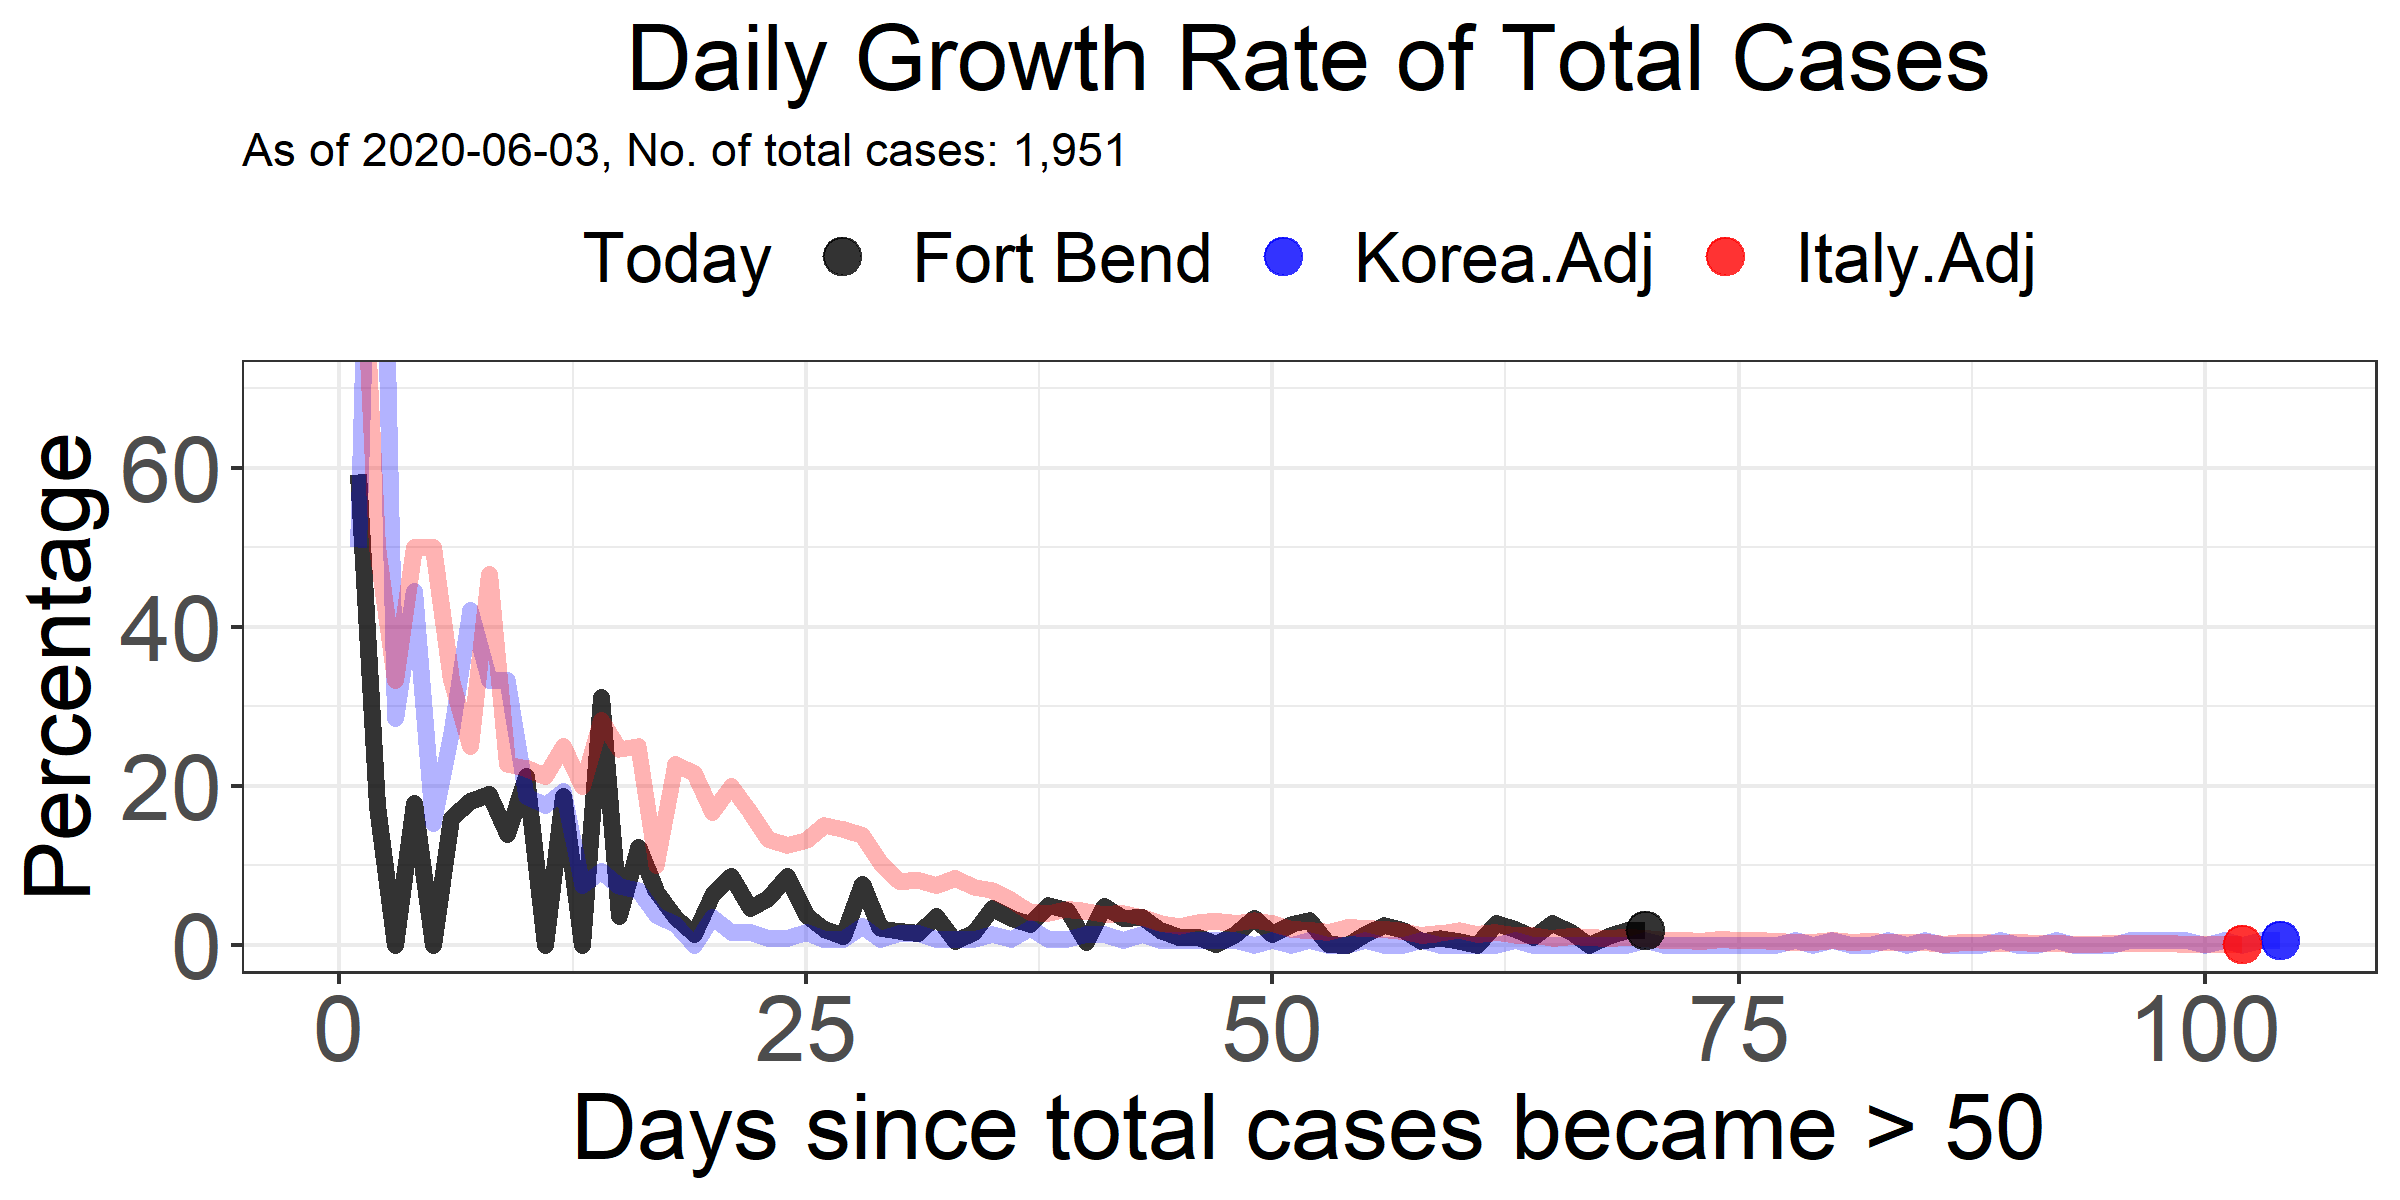 Daily Growth Rate of Total Cases
As of 2020-06-03, No. of total cases: 1,951
Today Fort Bend Korea.Adj Italy.Adj
Percentage
60
40
20
0
0 25 50 75 100
Days since total cases became > 50